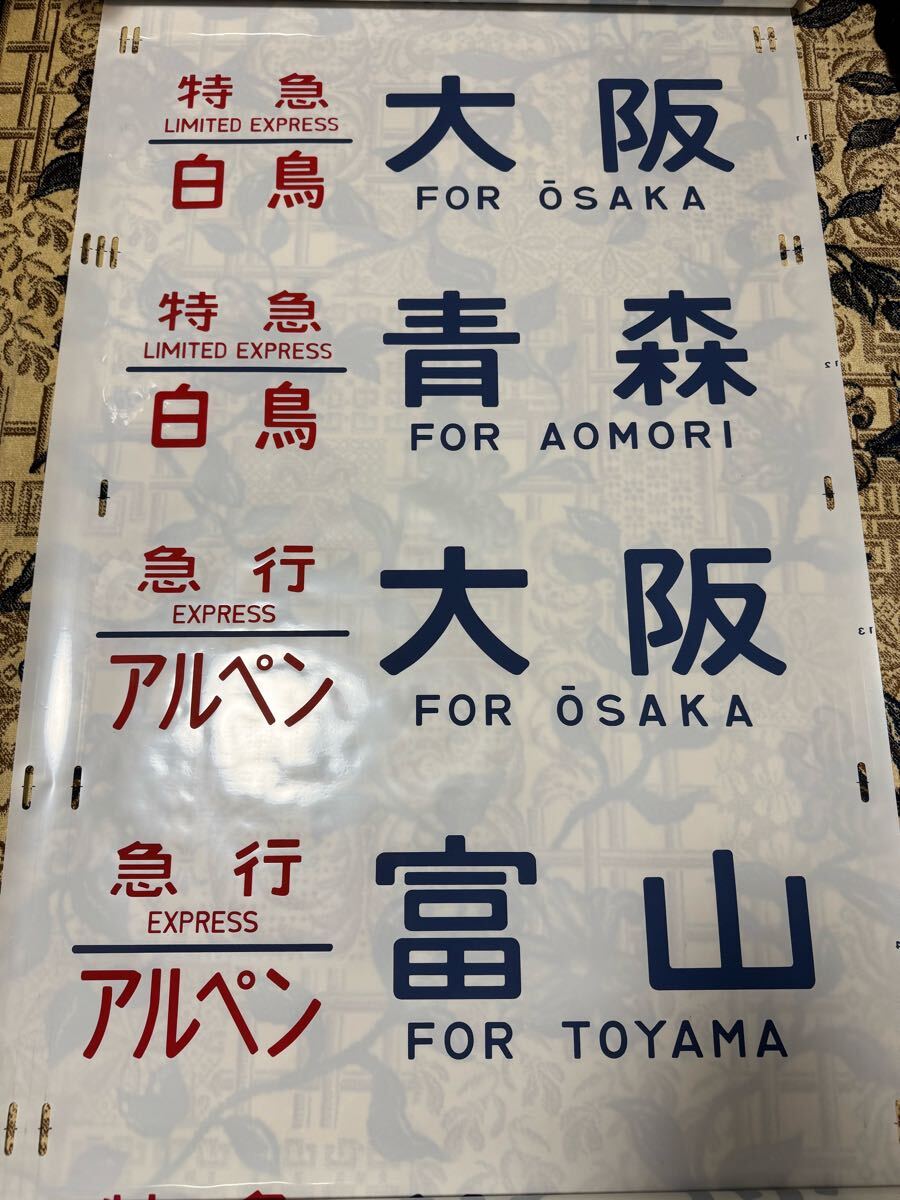 特急 大阪
LIMITED EXPRESS
白鳥 FOR ŌSAKA
特急 青森
LIMITED EXPRESS
白鳥 FOR AOMORI
急行 大阪
EXPRESS
アルペン FOR ŌSAKA
急行 富山
EXPRESS
アルペン FOR TOYAMA